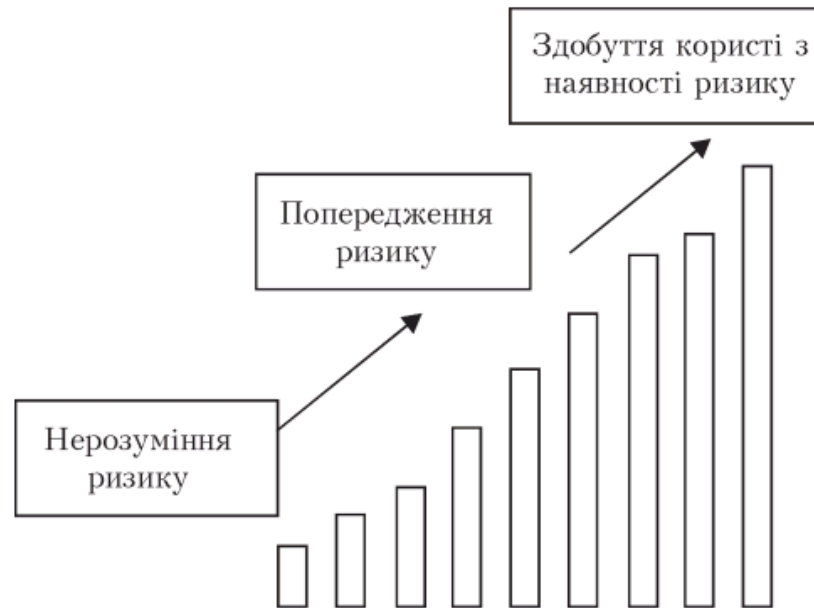 Здобуття користі з
наявності ризику
Попередження
ризику
Нерозуміння
ризику